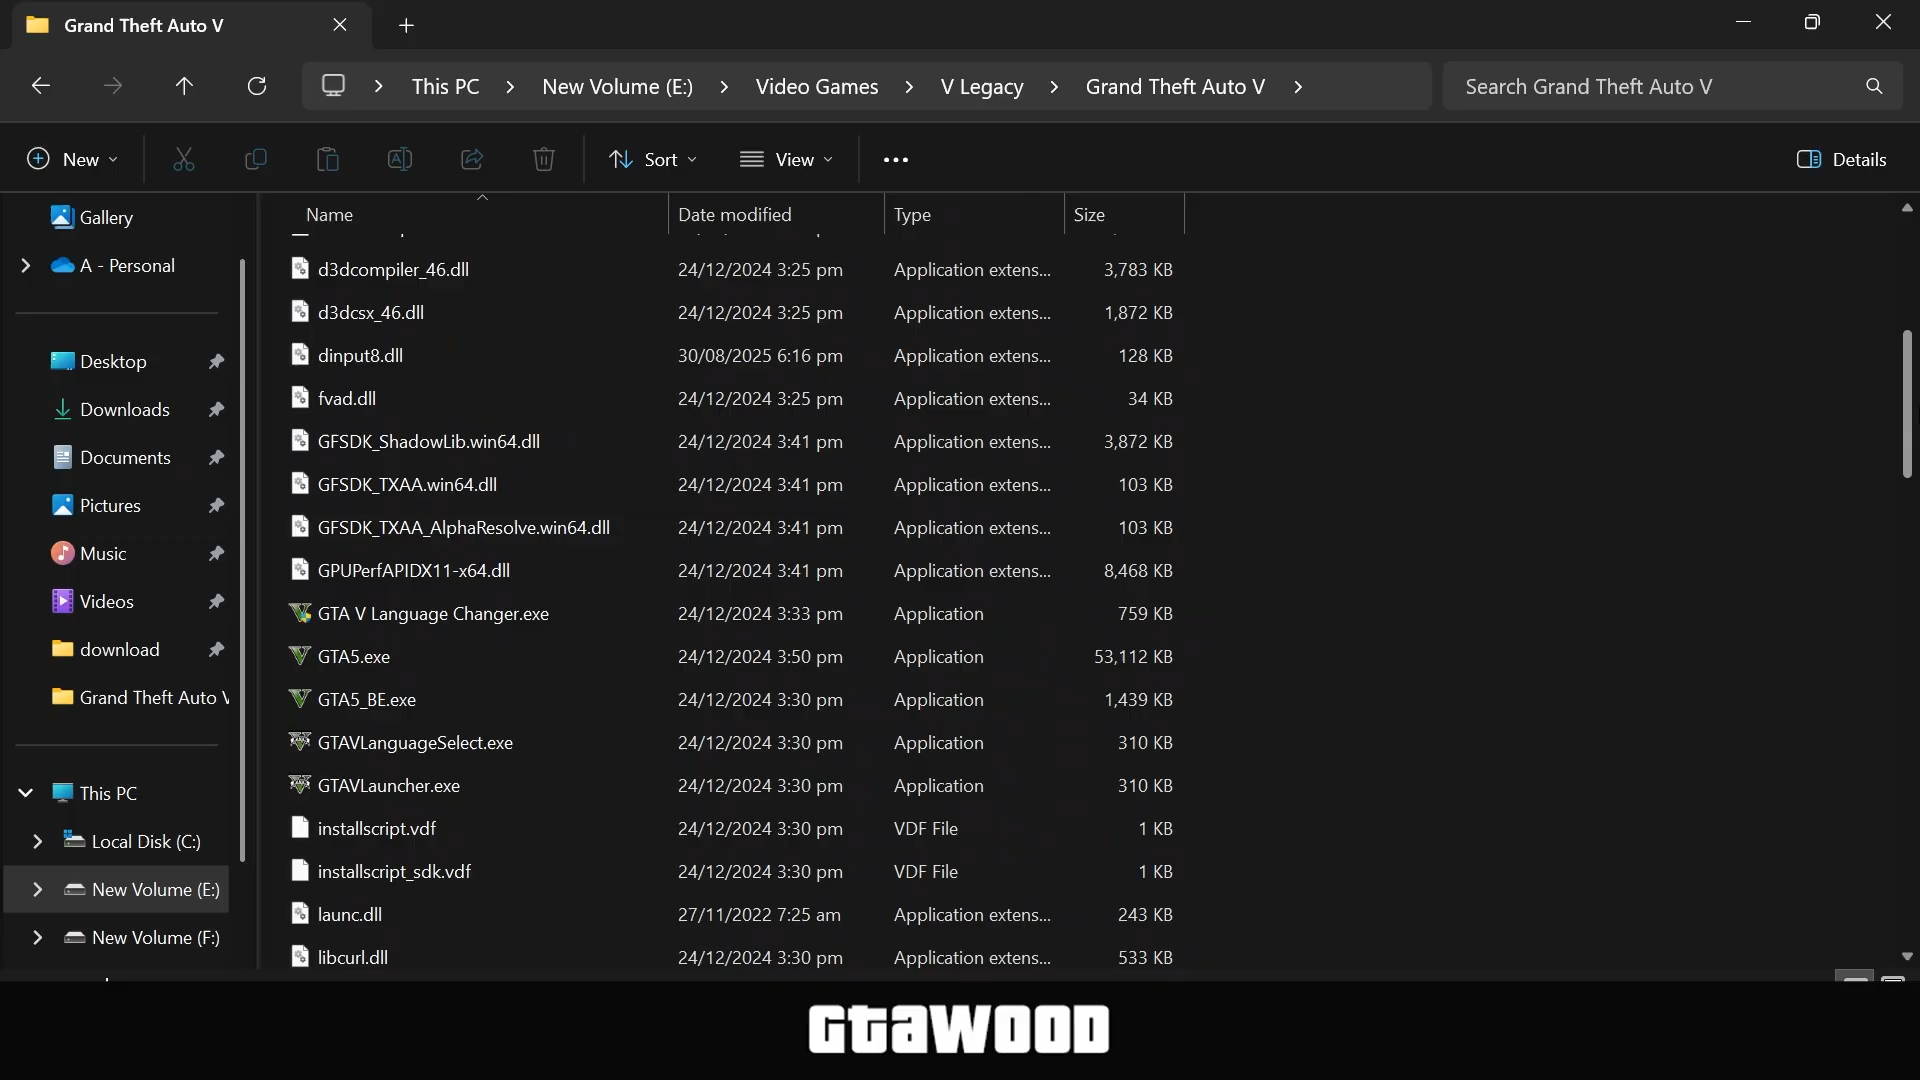 Grand Theft Auto V
This PC > New Volume (E:) > Video Games > V Legacy > Grand Theft Auto V >
Search Grand Theft Auto V
New Sort View Details
Gallery
A - Personal
Desktop
Downloads
Documents
Pictures
Music
Videos
download
Grand Theft Auto V
This PC
Local Disk (C:)
New Volume (E:)
New Volume (F:)
Name Date modified Type Size
d3dcompiler_46.dll 24/12/2024 3:25 pm Application extens... 3,783 KB
d3dcsx_46.dll 24/12/2024 3:25 pm Application extens... 1,872 KB
dinput8.dll 30/08/2025 6:16 pm Application extens... 128 KB
fvad.dll 24/12/2024 3:25 pm Application extens... 34 KB
GFSDK_ShadowLib.win64.dll 24/12/2024 3:41 pm Application extens... 3,872 KB
GFSDK_TXAA.win64.dll 24/12/2024 3:41 pm Application extens... 103 KB
GFSDK_TXAA_AlphaResolve.win64.dll 24/12/2024 3:41 pm Application extens... 103 KB
GPUPerfAPIDX11-x64.dll 24/12/2024 3:41 pm Application extens... 8,468 KB
GTA V Language Changer.exe 24/12/2024 3:33 pm Application 759 KB
GTA5.exe 24/12/2024 3:50 pm Application 53,112 KB
GTA5_BE.exe 24/12/2024 3:30 pm Application 1,439 KB
GTAVLanguageSelect.exe 24/12/2024 3:30 pm Application 310 KB
GTAVLauncher.exe 24/12/2024 3:30 pm Application 310 KB
installscript.vdf 24/12/2024 3:30 pm VDF File 1 KB
installscript_sdk.vdf 24/12/2024 3:30 pm VDF File 1 KB
launc.dll 27/11/2022 7:25 am Application extens... 243 KB
libcurl.dll 24/12/2024 3:30 pm Application extens... 533 KB
GTAWOOD